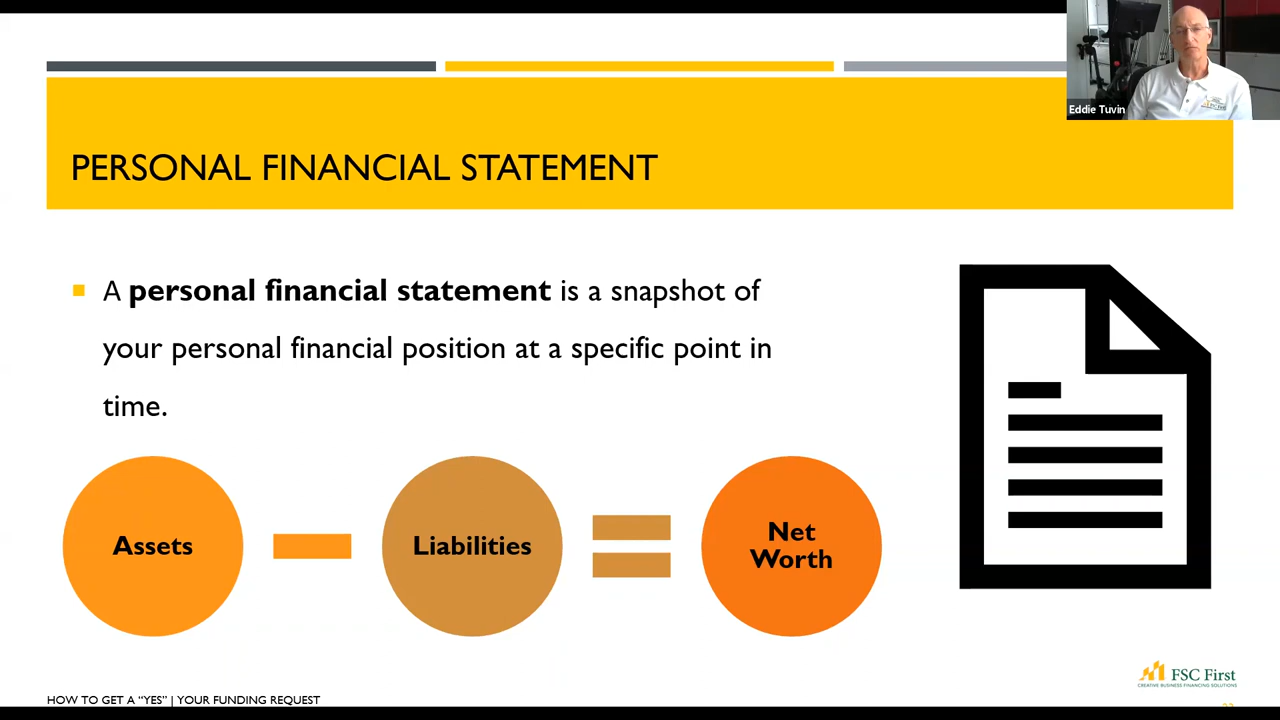 Eddie Tuvin
PERSONAL FINANCIAL STATEMENT
A personal financial statement is a snapshot of
your personal financial position at a specific point in
time.
Assets
Liabilities
Net
Worth
FSC First
CREATIVE BUSINESS FINANCING SOLUTIONS
HOW TO GET A “YES” | YOUR FUNDING REQUEST